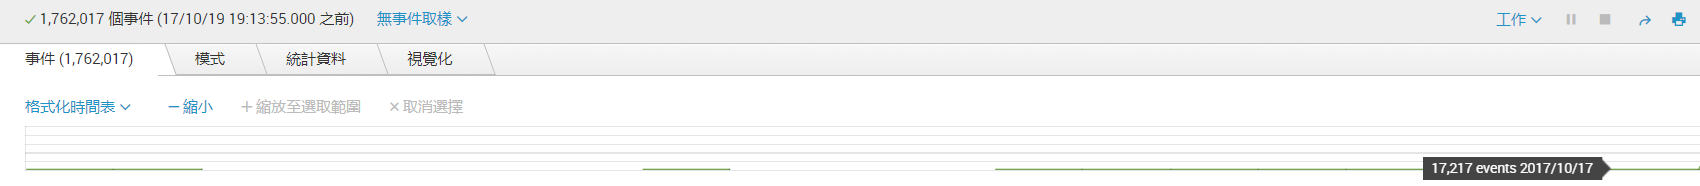 1,762,017 個事件 (17/10/19 19:13:55.000 之前) 無事件取樣 工作
事件 (1,762,017) 模式 統計資料 視覺化
格式化時間表 − 縮小 + 縮放至選取範圍 × 取消選擇
17,217 events 2017/10/17